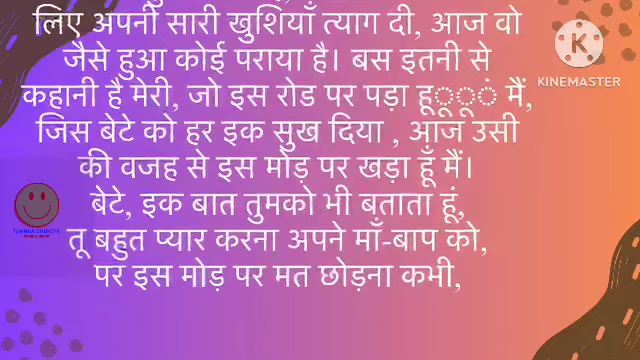 लिए अपनी सारी खुशियाँ त्याग दी, आज वो
जैसे हुआ कोई पराया है। बस इतनी से
कहानी है मेरी, जो इस रोड पर पड़ा हूूूूं मैं,
जिस बेटे को हर इक सुख दिया , आज उसी
की वजह से इस मोड़ पर खड़ा हूँ मैं।
बेटे, इक बात तुमको भी बताता हूं,
तू बहुत प्यार करना अपने माँ-बाप को,
पर इस मोड़ पर मत छोड़ना कभी,
K
KINEMASTER